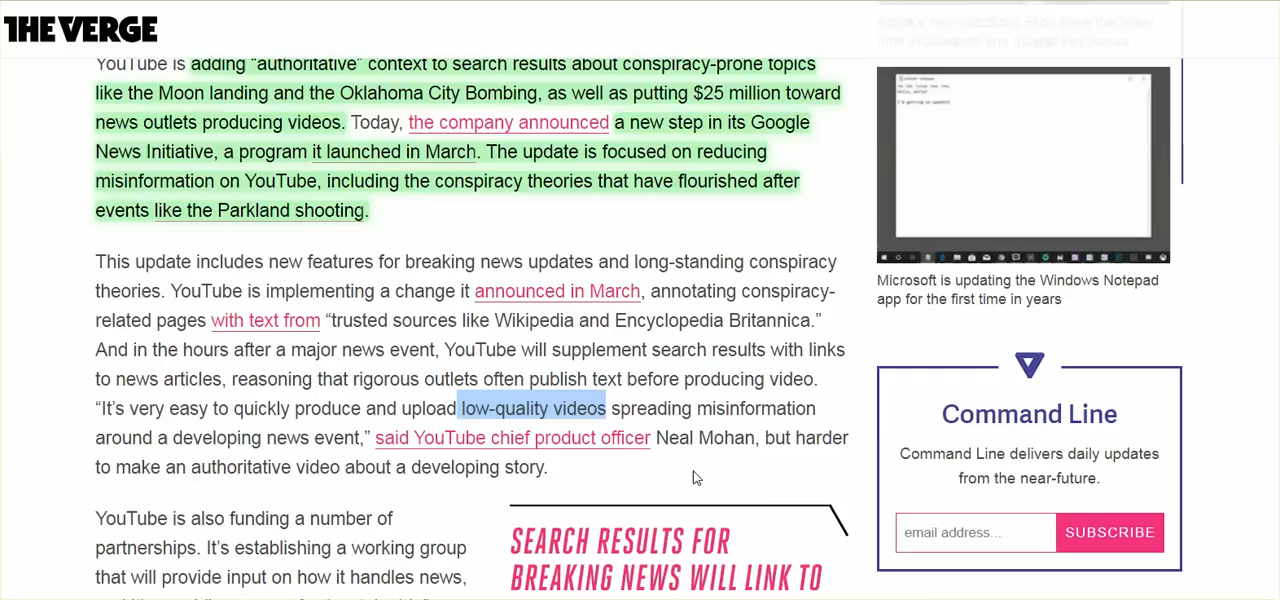 THE VERGE
YouTube is adding “authoritative” context to search results about conspiracy-prone topics
like the Moon landing and the Oklahoma City Bombing, as well as putting $25 million toward
news outlets producing videos. Today, the company announced a new step in its Google
News Initiative, a program it launched in March. The update is focused on reducing
misinformation on YouTube, including the conspiracy theories that have flourished after
events like the Parkland shooting.
This update includes new features for breaking news updates and long-standing conspiracy
theories. YouTube is implementing a change it announced in March, annotating conspiracy-
related pages with text from “trusted sources like Wikipedia and Encyclopedia Britannica.”
And in the hours after a major news event, YouTube will supplement search results with links
to news articles, reasoning that rigorous outlets often publish text before producing video.
“It’s very easy to quickly produce and upload low-quality videos spreading misinformation
around a developing news event,” said YouTube chief product officer Neal Mohan, but harder
to make an authoritative video about a developing story.
YouTube is also funding a number of
partnerships. It’s establishing a working group
that will provide input on how it handles news,
SEARCH RESULTS FOR
BREAKING NEWS WILL LINK TO
Microsoft is updating the Windows Notepad
app for the first time in years
Command Line
Command Line delivers daily updates
from the near-future.
email address...
SUBSCRIBE